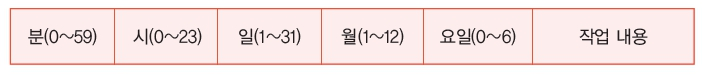 분(0~59) 시(0~23) 일(1~31) 월(1~12) 요일(0~6) 작업 내용